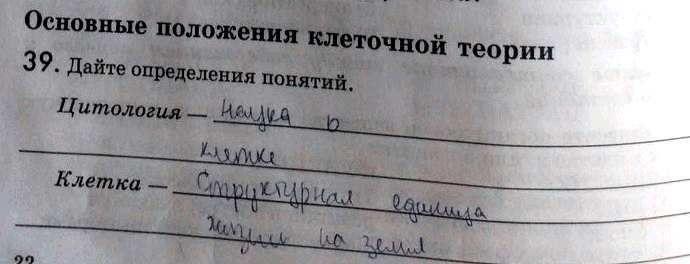 Основные положения клеточной теории
39. Дайте определения понятий.
Цитология — наука о
клетке
Клетка — Структурная единица
жизни на земле